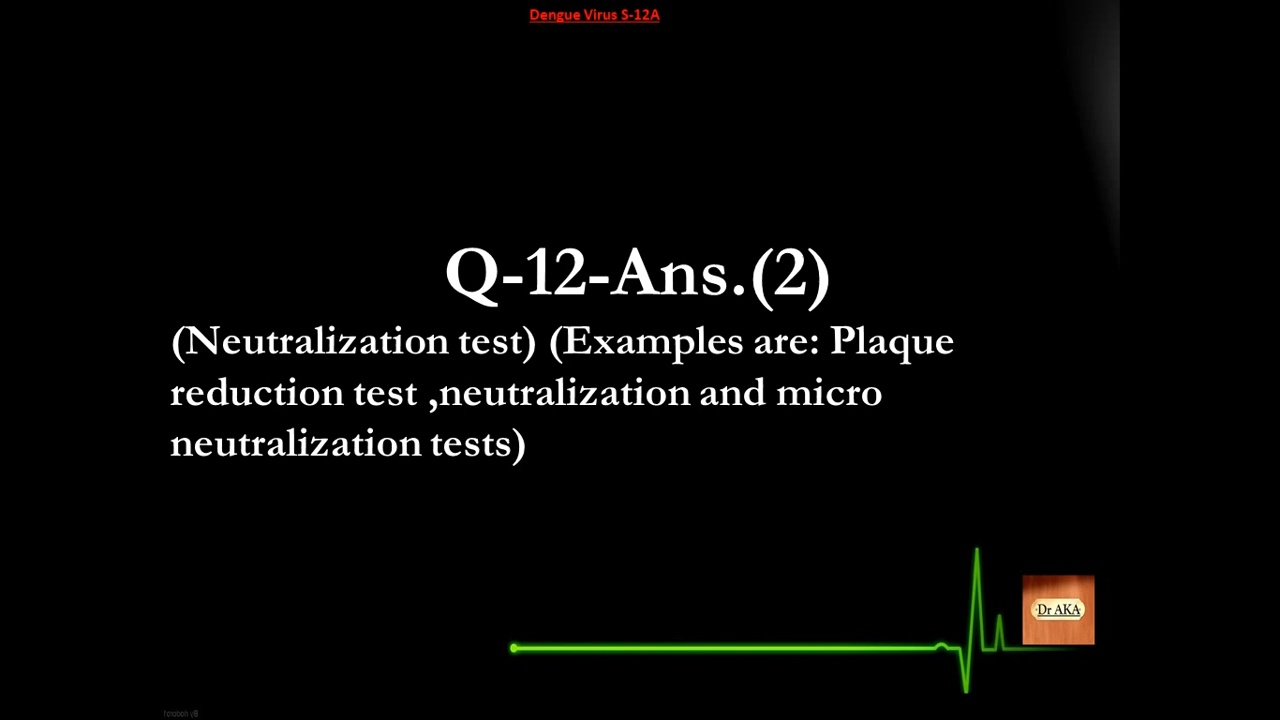 Dengue Virus S-12A
Q-12-Ans.(2)
(Neutralization test) (Examples are: Plaque
reduction test ,neutralization and micro
neutralization tests)
Dr AKA